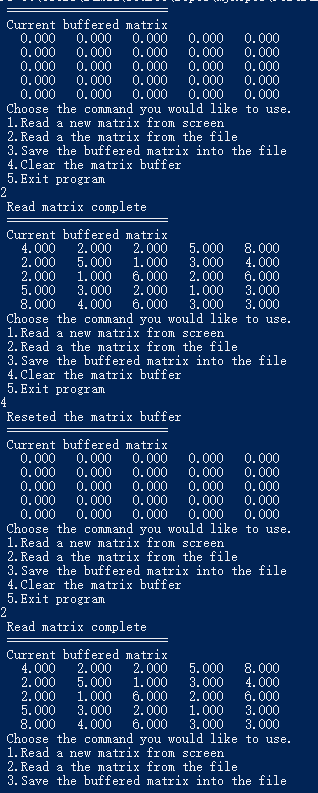 Current buffered matrix
0.000 0.000 0.000 0.000 0.000
0.000 0.000 0.000 0.000 0.000
0.000 0.000 0.000 0.000 0.000
0.000 0.000 0.000 0.000 0.000
0.000 0.000 0.000 0.000 0.000
Choose the command you would like to use.
1.Read a new matrix from screen
2.Read a the matrix from the file
3.Save the buffered matrix into the file
4.Clear the matrix buffer
5.Exit program
2
Read matrix complete
====================
Current buffered matrix
4.000 2.000 2.000 5.000 8.000
2.000 5.000 1.000 3.000 4.000
2.000 1.000 6.000 2.000 6.000
5.000 3.000 2.000 1.000 3.000
8.000 4.000 6.000 3.000 3.000
Choose the command you would like to use.
1.Read a new matrix from screen
2.Read a the matrix from the file
3.Save the buffered matrix into the file
4.Clear the matrix buffer
5.Exit program
4
Reseted the matrix buffer
====================
Current buffered matrix
0.000 0.000 0.000 0.000 0.000
0.000 0.000 0.000 0.000 0.000
0.000 0.000 0.000 0.000 0.000
0.000 0.000 0.000 0.000 0.000
0.000 0.000 0.000 0.000 0.000
Choose the command you would like to use.
1.Read a new matrix from screen
2.Read a the matrix from the file
3.Save the buffered matrix into the file
4.Clear the matrix buffer
5.Exit program
2
Read matrix complete
====================
Current buffered matrix
4.000 2.000 2.000 5.000 8.000
2.000 5.000 1.000 3.000 4.000
2.000 1.000 6.000 2.000 6.000
5.000 3.000 2.000 1.000 3.000
8.000 4.000 6.000 3.000 3.000
Choose the command you would like to use.
1.Read a new matrix from screen
2.Read a the matrix from the file
3.Save the buffered matrix into the file